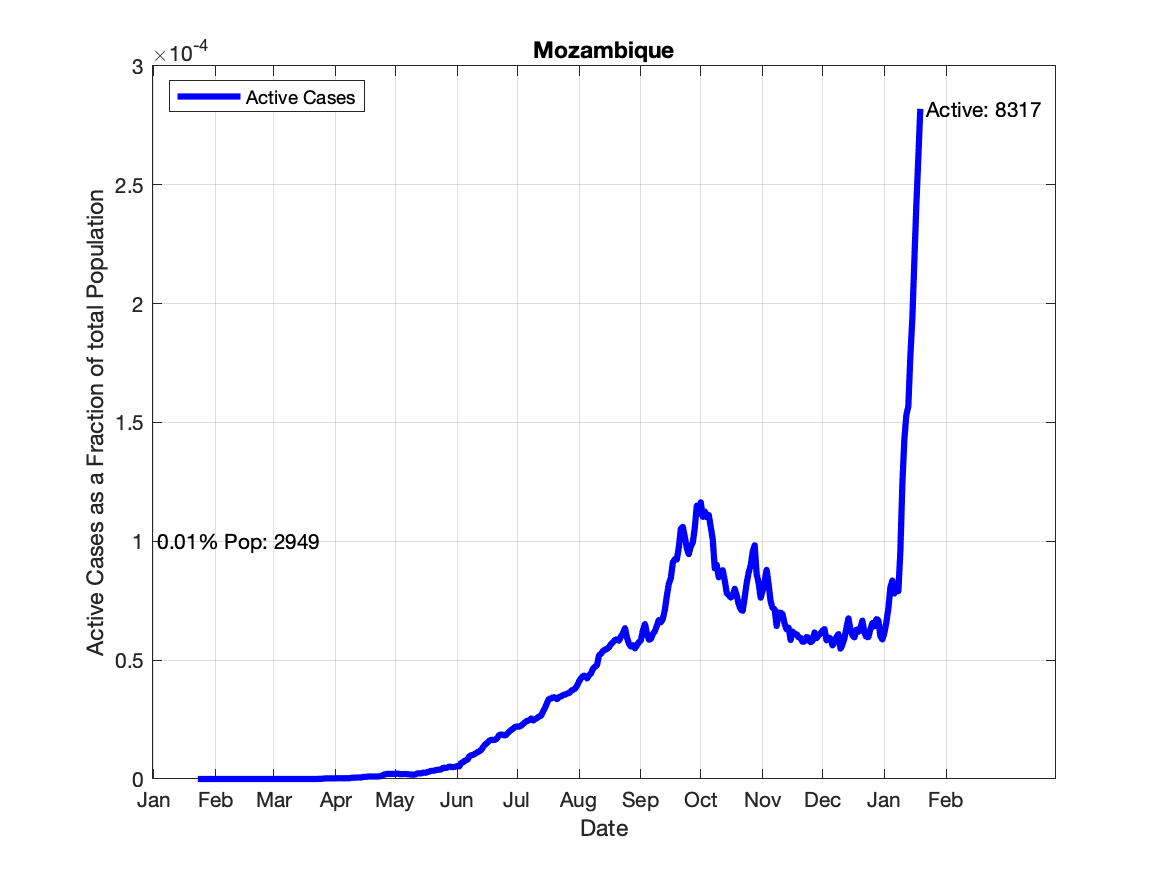 Mozambique
×10-4
3
2.5
2
1.5
1
0.5
0
Active Cases
Active: 8317
0.01% Pop: 2949
Active Cases as a Fraction of total Population
Jan Feb Mar Apr May Jun Jul Aug Sep Oct Nov Dec Jan Feb
Date